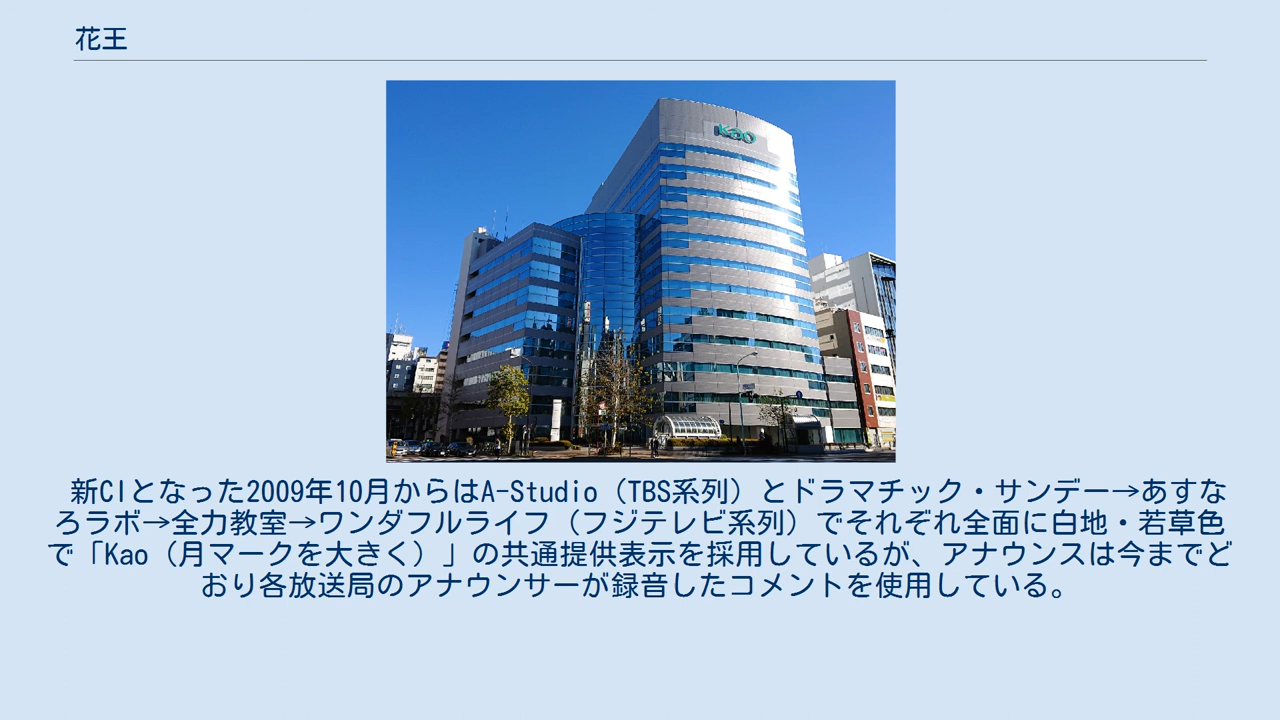 花王
Kao
新CIとなった2009年10月からはA-Studio（TBS系列）とドラマチック・サンデー→あすな
ろラボ→全力教室→ワンダフルライフ（フジテレビ系列）でそれぞれ全面に白地・若草色
で「Kao（月マークを大きく）」の共通提供表示を採用しているが、アナウンスは今までど
おり各放送局のアナウンサーが録音したコメントを使用している。